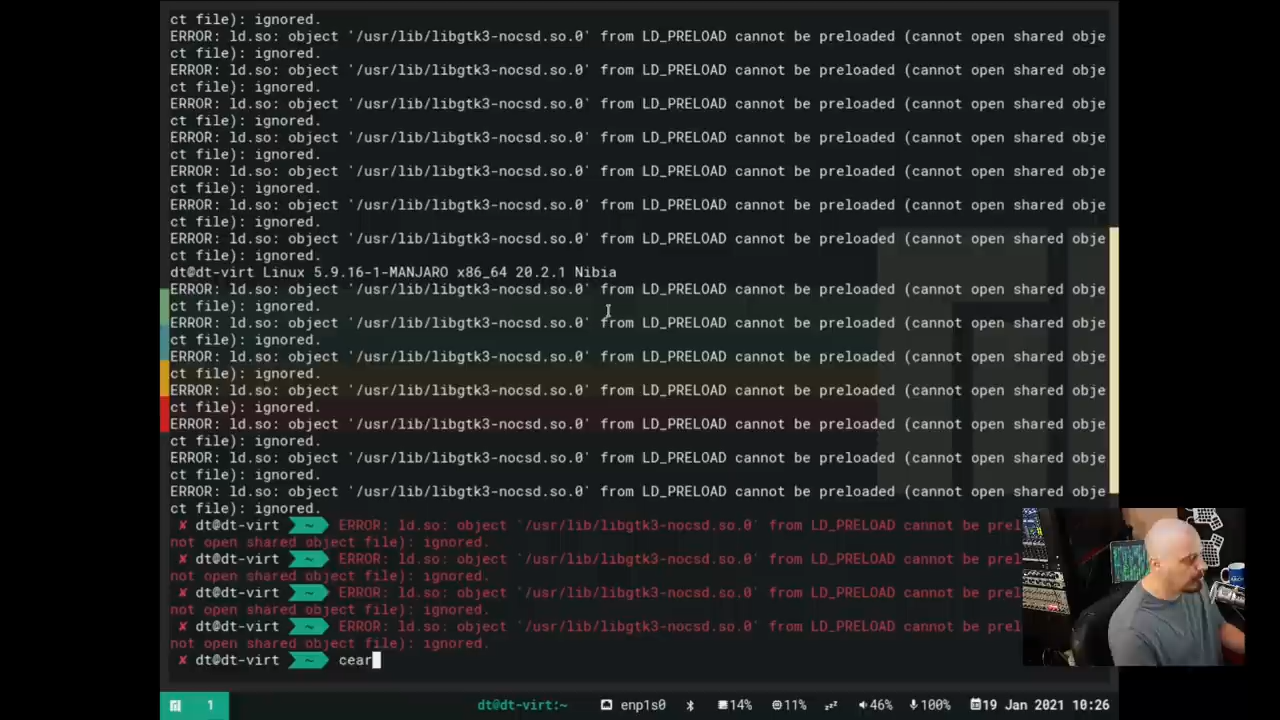 ct file): ignored.
ERROR: ld.so: object '/usr/lib/libgtk3-nocsd.so.0' from LD_PRELOAD cannot be preloaded (cannot open shared obje
ct file): ignored.
ERROR: ld.so: object '/usr/lib/libgtk3-nocsd.so.0' from LD_PRELOAD cannot be preloaded (cannot open shared obje
ct file): ignored.
ERROR: ld.so: object '/usr/lib/libgtk3-nocsd.so.0' from LD_PRELOAD cannot be preloaded (cannot open shared obje
ct file): ignored.
ERROR: ld.so: object '/usr/lib/libgtk3-nocsd.so.0' from LD_PRELOAD cannot be preloaded (cannot open shared obje
ct file): ignored.
ERROR: ld.so: object '/usr/lib/libgtk3-nocsd.so.0' from LD_PRELOAD cannot be preloaded (cannot open shared obje
ct file): ignored.
ERROR: ld.so: object '/usr/lib/libgtk3-nocsd.so.0' from LD_PRELOAD cannot be preloaded (cannot open shared obje
ct file): ignored.
ERROR: ld.so: object '/usr/lib/libgtk3-nocsd.so.0' from LD_PRELOAD cannot be preloaded (cannot open shared obje
ct file): ignored.
dt@dt-virt Linux 5.9.16-1-MANJARO x86_64 20.2.1 Nibia
ERROR: ld.so: object '/usr/lib/libgtk3-nocsd.so.0' from LD_PRELOAD cannot be preloaded (cannot open shared obje
ct file): ignored.
ERROR: ld.so: object '/usr/lib/libgtk3-nocsd.so.0' from LD_PRELOAD cannot be preloaded (cannot open shared obje
ct file): ignored.
ERROR: ld.so: object '/usr/lib/libgtk3-nocsd.so.0' from LD_PRELOAD cannot be preloaded (cannot open shared obje
ct file): ignored.
ERROR: ld.so: object '/usr/lib/libgtk3-nocsd.so.0' from LD_PRELOAD cannot be preloaded (cannot open shared obje
ct file): ignored.
ERROR: ld.so: object '/usr/lib/libgtk3-nocsd.so.0' from LD_PRELOAD cannot be preloaded (cannot open shared obje
ct file): ignored.
ERROR: ld.so: object '/usr/lib/libgtk3-nocsd.so.0' from LD_PRELOAD cannot be preloaded (cannot open shared obje
ct file): ignored.
ERROR: ld.so: object '/usr/lib/libgtk3-nocsd.so.0' from LD_PRELOAD cannot be preloaded (cannot open shared obje
ct file): ignored.
✘ dt@dt-virt ~ ERROR: ld.so: object '/usr/lib/libgtk3-nocsd.so.0' from LD_PRELOAD cannot be prel
not open shared object file): ignored.
✘ dt@dt-virt ~ ERROR: ld.so: object '/usr/lib/libgtk3-nocsd.so.0' from LD_PRELOAD cannot be prel
not open shared object file): ignored.
✘ dt@dt-virt ~ ERROR: ld.so: object '/usr/lib/libgtk3-nocsd.so.0' from LD_PRELOAD cannot be prel
not open shared object file): ignored.
✘ dt@dt-virt ~ ERROR: ld.so: object '/usr/lib/libgtk3-nocsd.so.0' from LD_PRELOAD cannot be prel
not open shared object file): ignored.
✘ dt@dt-virt ~ cear
1 dt@dt-virt:~ enp1s0 14% 11% zzz 46% 100% 19 Jan 2021 10:26